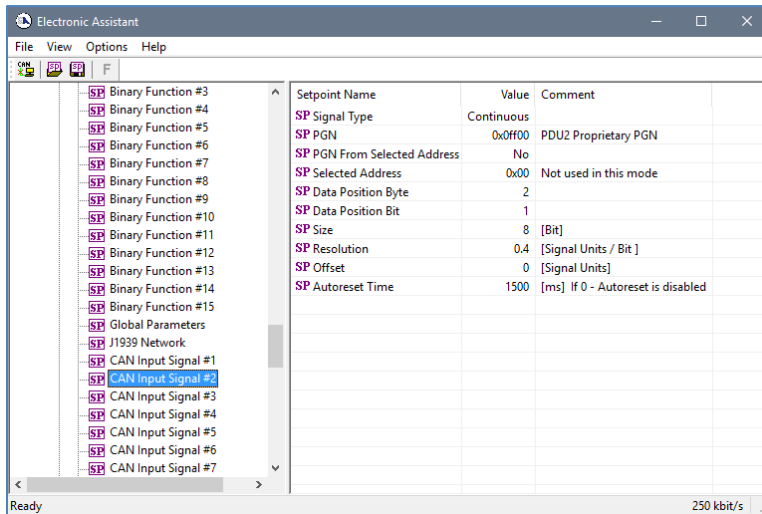 Electronic Assistant
File View Options Help
CAN SP SP F
SP Binary Function #3
SP Binary Function #4
SP Binary Function #5
SP Binary Function #6
SP Binary Function #7
SP Binary Function #8
SP Binary Function #9
SP Binary Function #10
SP Binary Function #11
SP Binary Function #12
SP Binary Function #13
SP Binary Function #14
SP Binary Function #15
SP Global Parameters
SP J1939 Network
SP CAN Input Signal #1
SP CAN Input Signal #2
SP CAN Input Signal #3
SP CAN Input Signal #4
SP CAN Input Signal #5
SP CAN Input Signal #6
SP CAN Input Signal #7
Setpoint Name Value Comment
SP Signal Type Continuous
SP PGN 0x0ff00 PDU2 Proprietary PGN
SP PGN From Selected Address No
SP Selected Address 0x00 Not used in this mode
SP Data Position Byte 2
SP Data Position Bit 1
SP Size 8 [Bit]
SP Resolution 0.4 [Signal Units / Bit ]
SP Offset 0 [Signal Units]
SP Autoreset Time 1500 [ms] If 0 - Autoreset is disabled
Ready 250 kbit/s